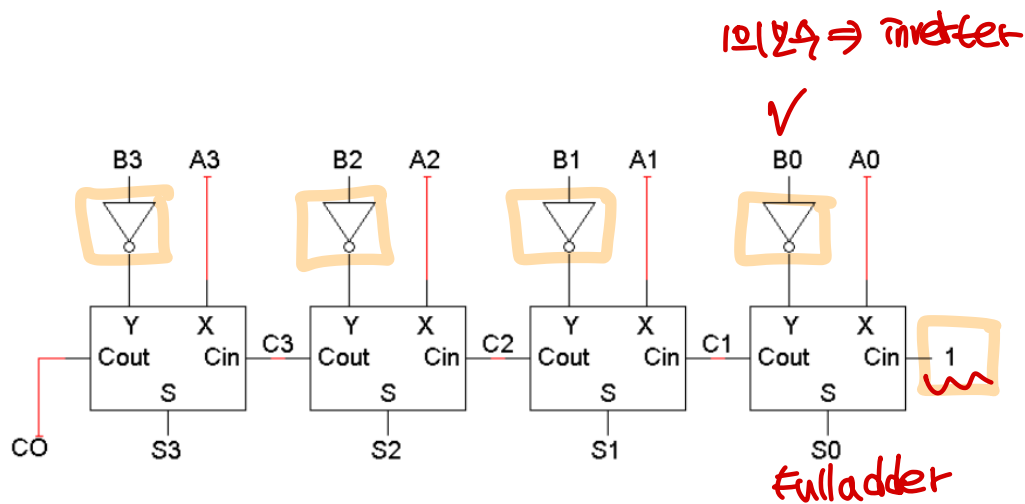 1의보수 ⇒ inverter
B3 A3 B2 A2 B1 A1 B0 A0
Y X Y X Y X Y X
Cout Cin C3 Cout Cin C2 Cout Cin C1 Cout Cin 1
S S S S
CO S3 S2 S1 S0
Fulladder